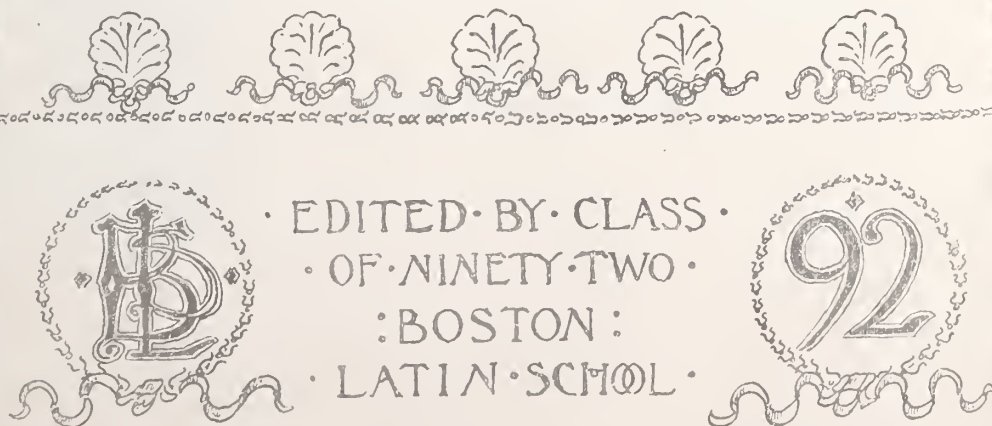 · EDITED · BY · CLASS ·
· OF · NINETY · TWO ·
: BOSTON :
· LATIN · SCHOOL ·
92